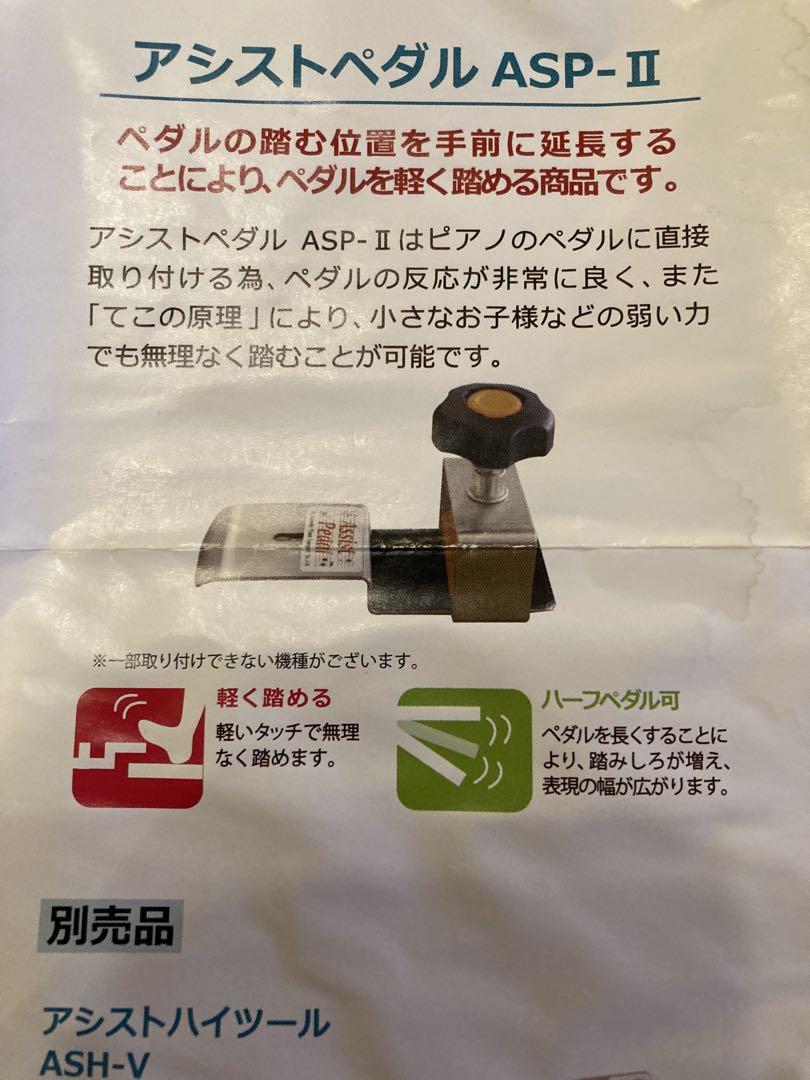 アシストペダル ASP-Ⅱ
ペダルの踏む位置を手前に延長する
ことにより、ペダルを軽く踏める商品です。
アシストペダル ASP-Ⅱはピアノのペダルに直接
取り付ける為、ペダルの反応が非常に良く、また
「てこの原理」により、小さなお子様などの弱い力
でも無理なく踏むことが可能です。
Assist
Pedal
※一部取り付けできない機種がございます。
軽く踏める
軽いタッチで無理
なく踏めます。
ハーフペダル可
ペダルを長くすることに
より、踏みしろが増え、
表現の幅が広がります。
別売品
アシストハイツール
ASH-V